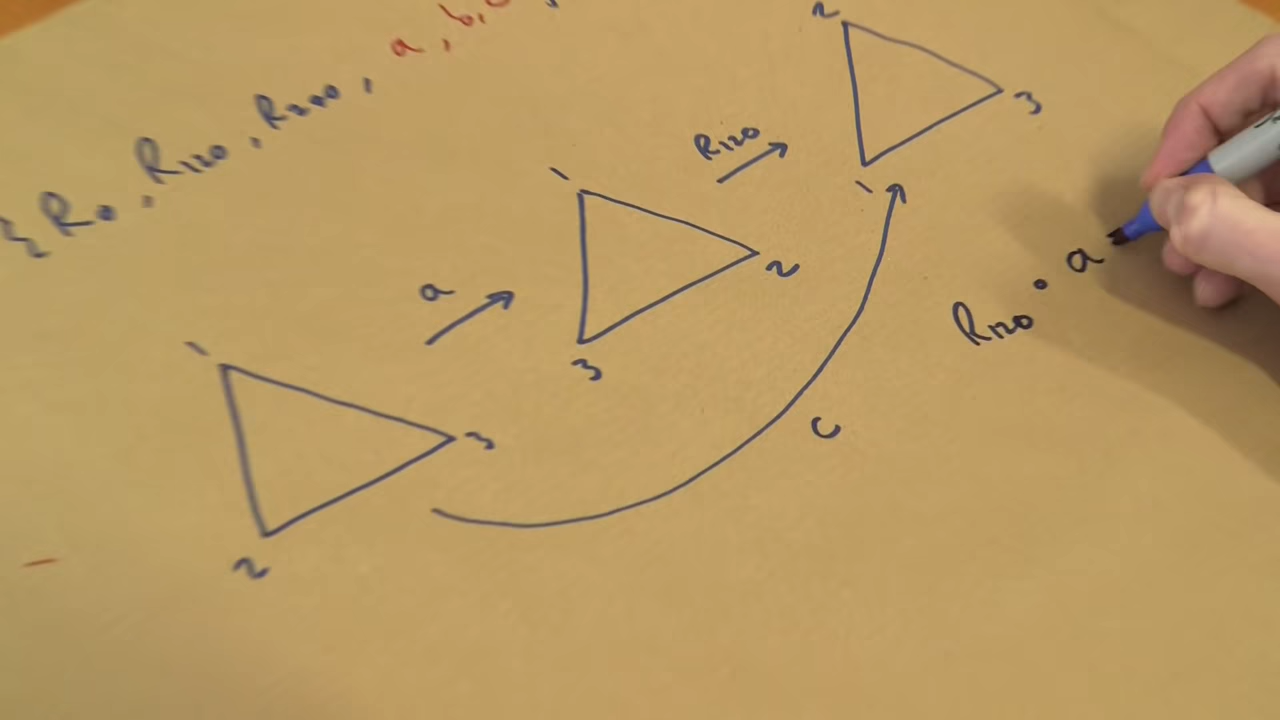 {R₀, R₁₂₀, R₂₄₀, a, b, c
2
3
1
R₁₂₀
1
2
3
a
1
3
2
c
R₁₂₀ · a